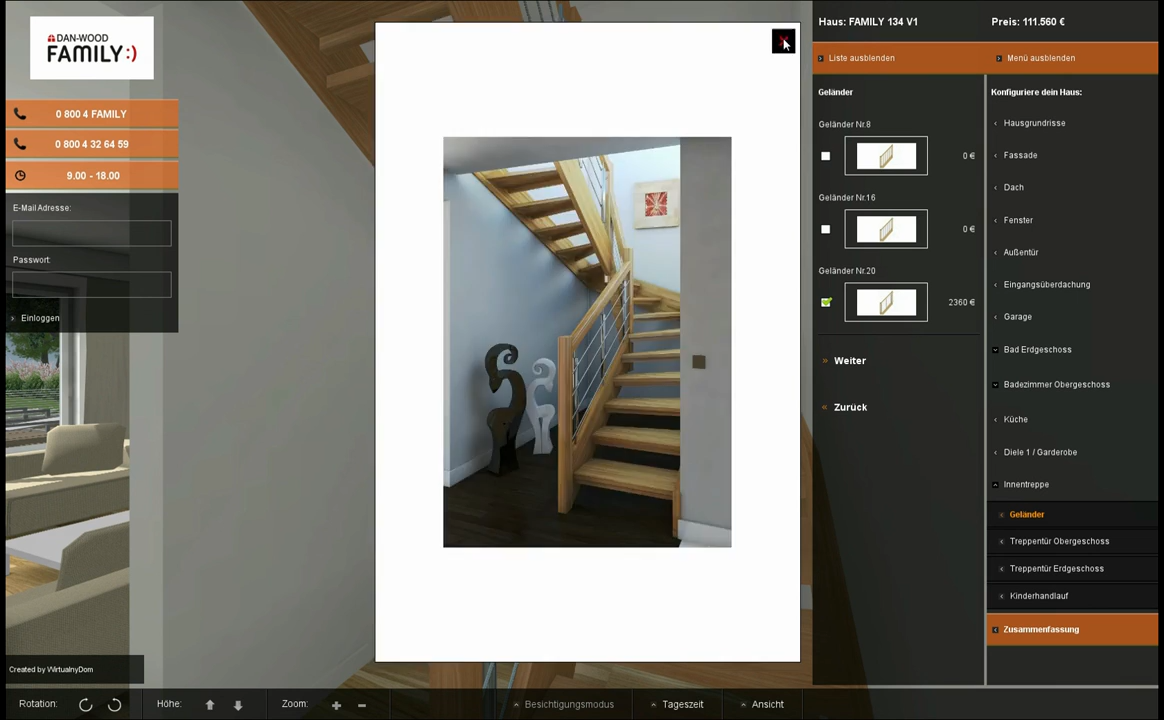 DAN-WOOD
FAMILY:)
0 800 4 FAMILY
0 800 4 32 64 59
9.00 - 18.00
E-Mail Adresse:
Passwort:
Einloggen
Created by WirtualnyDom
Haus: FAMILY 134 V1
Preis: 111.560 €
Liste ausblenden
Menü ausblenden
Geländer
Geländer Nr.8
0 €
Geländer Nr.16
0 €
Geländer Nr.20
2360 €
Weiter
Zurück
Konfiguriere dein Haus:
Hausgrundrisse
Fassade
Dach
Fenster
Außentür
Eingangsüberdachung
Garage
Bad Erdgeschoss
Badezimmer Obergeschoss
Küche
Diele 1 / Garderobe
Innentreppe
Geländer
Treppentür Obergeschoss
Treppentür Erdgeschoss
Kinderhandlauf
Zusammenfassung
Rotation:
Höhe:
Zoom:
Besichtigungsmodus
Tageszeit
Ansicht